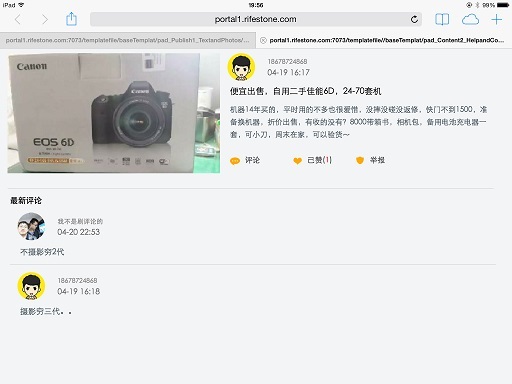 iPad
19:56
99%
portal1.rifestone.com
portal1.rifestone.com:7073/templatefile/baseTemplat/pad_Publish1_TextandPhotos/...
portal1.rifestone.com:7073/templatefile//baseTemplat/pad_Content2_HelpandCo...
Canon
EOS 6D
18678724868
04-19 16:17
便宜出售，自用二手佳能6D，24-70套机
机器14年买的，平时用的不多也很爱惜，没摔没碰没返修，快门不到1500，准
备换机器，折价出售，有收的没有？8000带箱书，相机包，备用电池充电器一
套，可小刀，周末在家，可以验货~
评论 已赞(1) 举报
最新评论
我不是刷评论的
04-20 22:53
不摄影穷2代
18678724868
04-19 16:18
摄影穷三代。。